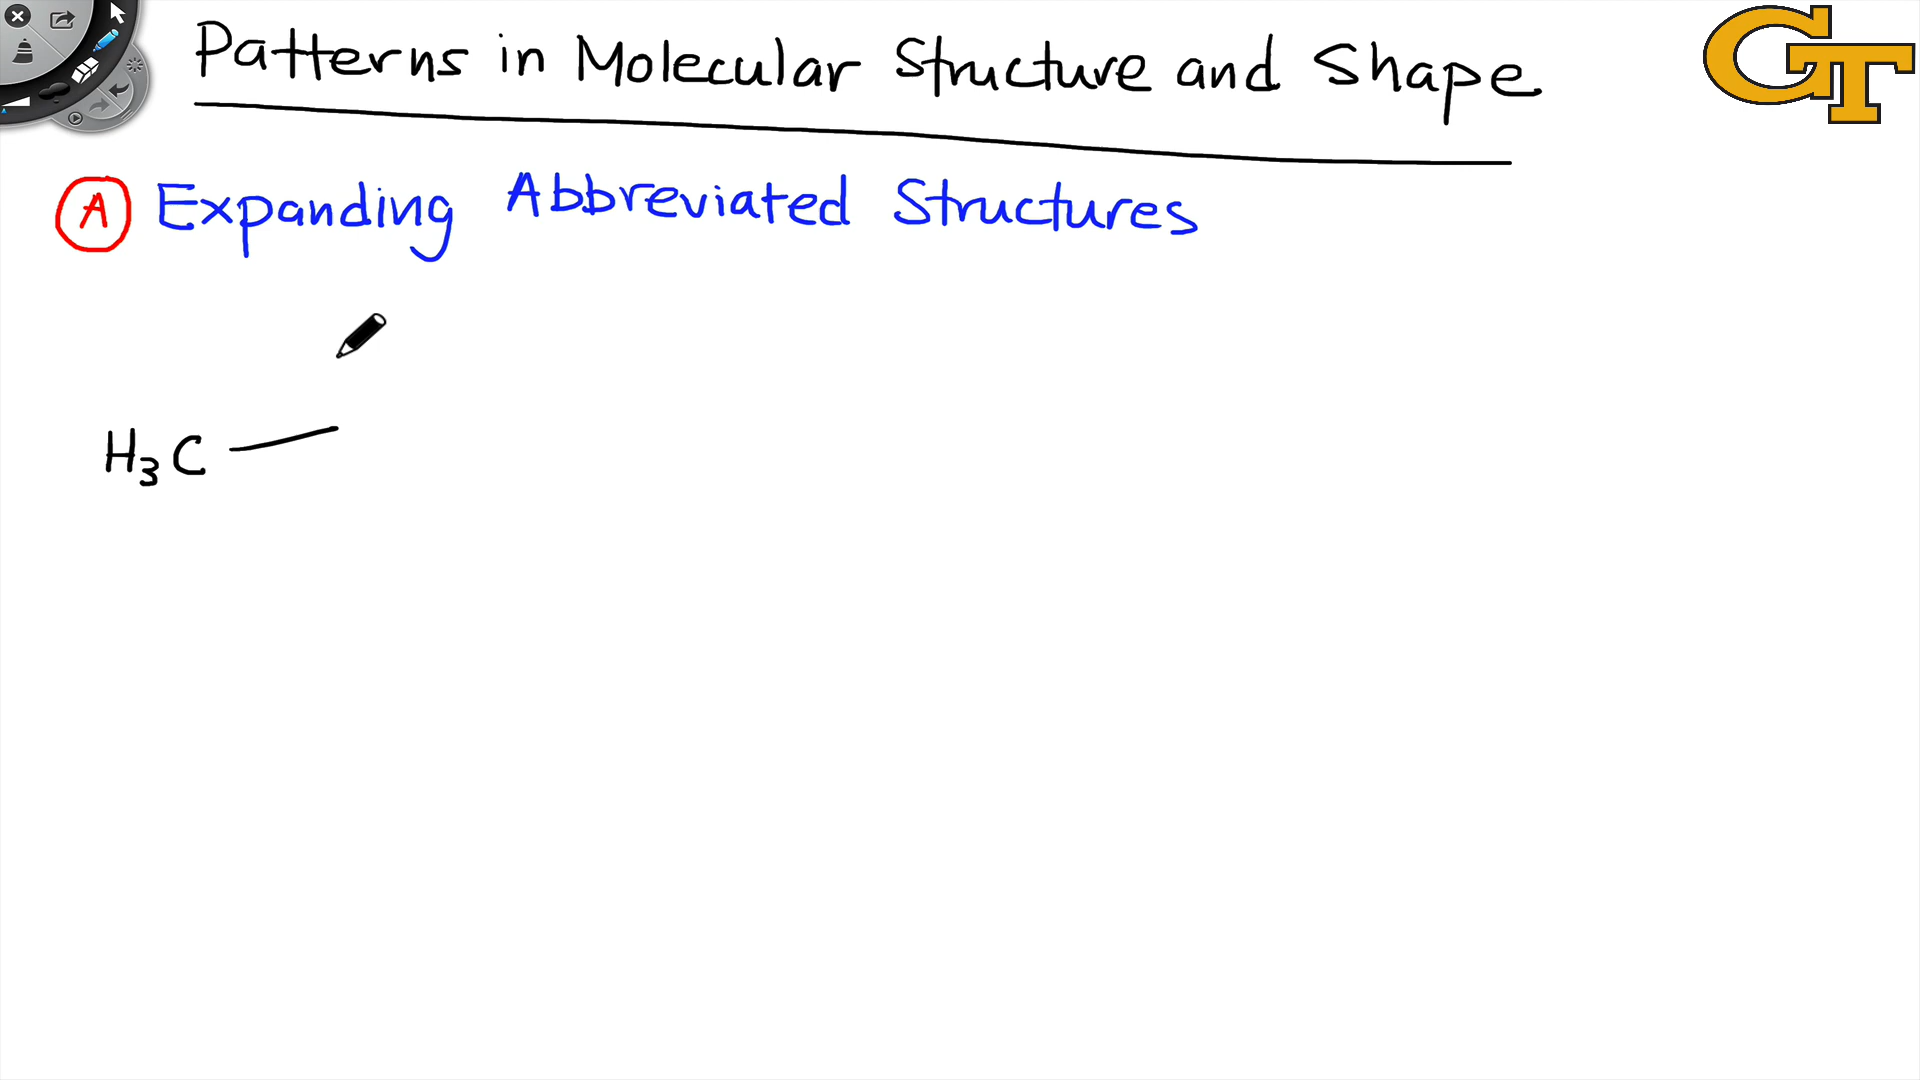 Patterns in Molecular Structure and Shape
GT
A Expanding Abbreviated Structures
H₃C